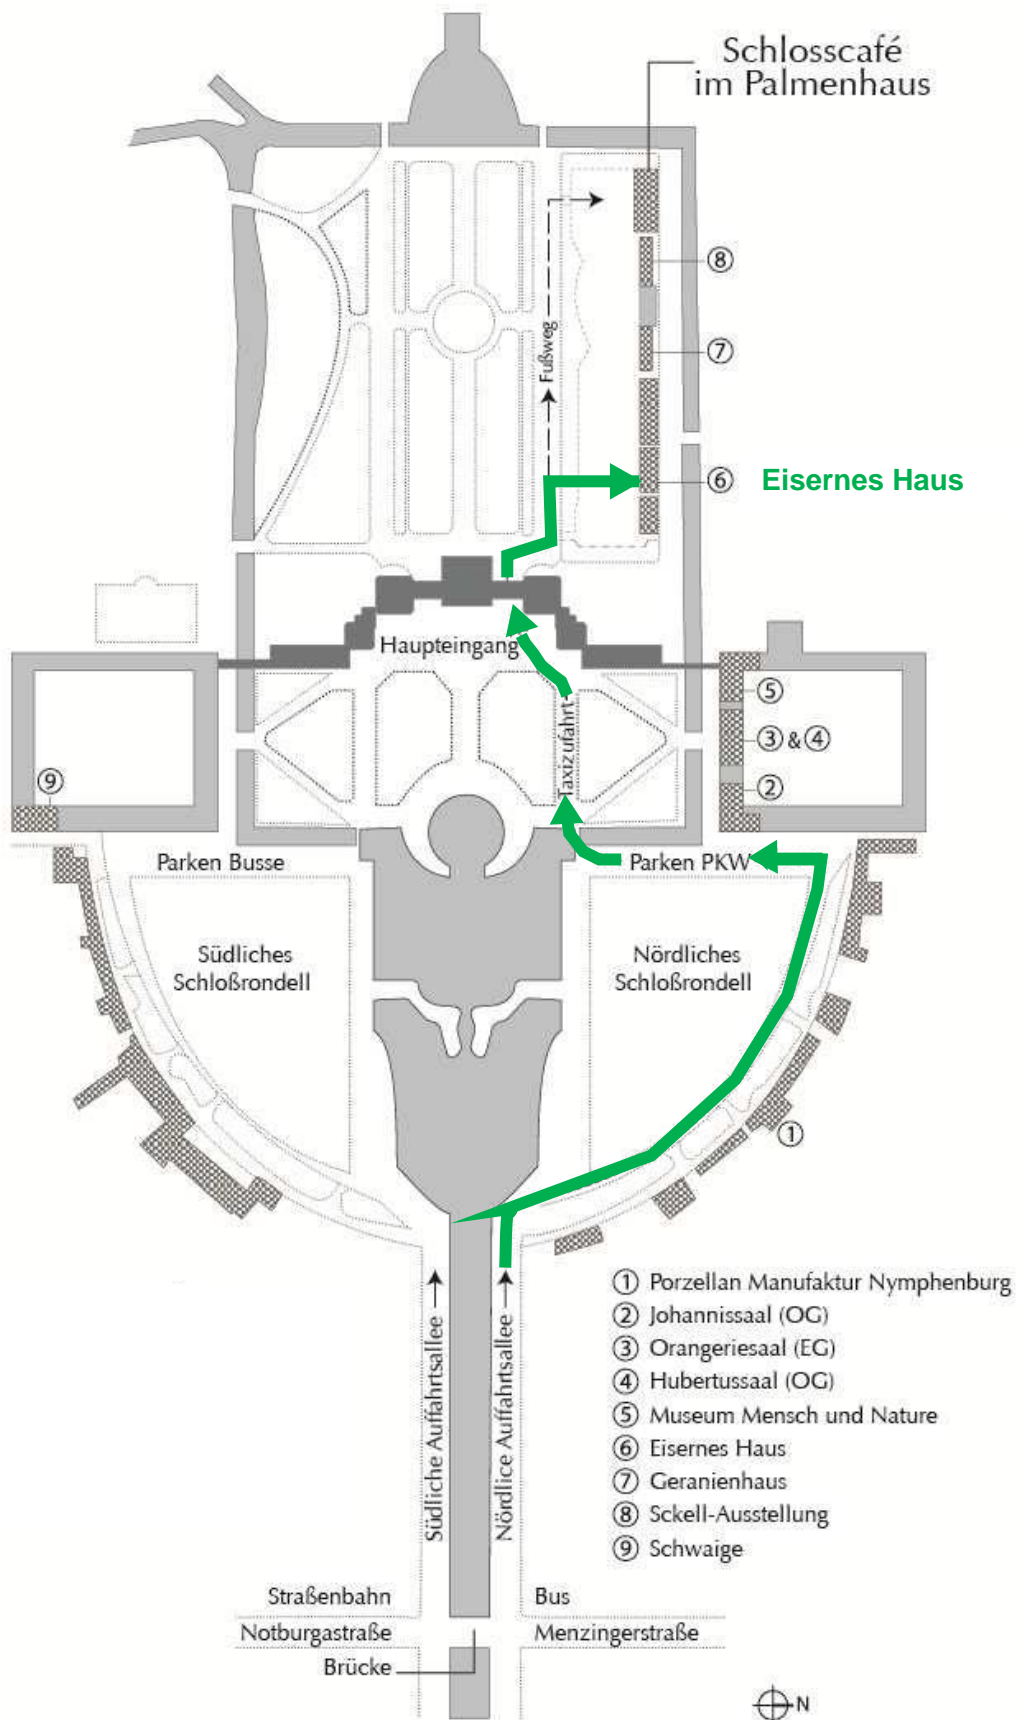 Schlosscafé
im Palmenhaus
8
Fußweg
7
6
Eisernes Haus
Haupteingang
5
Taxizufahrt
3 & 4
2
9
Parken Busse
Parken PKW
Südliches
Schloßrondell
Nördliches
Schloßrondell
1
Südliche Auffahrtsallee
Nördlice Auffahrtsallee
1 Porzellan Manufaktur Nymphenburg
2 Johannissaal (OG)
3 Orangeriesaal (EG)
4 Hubertussaal (OG)
5 Museum Mensch und Nature
6 Eisernes Haus
7 Geranienhaus
8 Sckell-Ausstellung
9 Schwaige
Straßenbahn
Bus
Notburgastraße
Menzingerstraße
Brücke
N